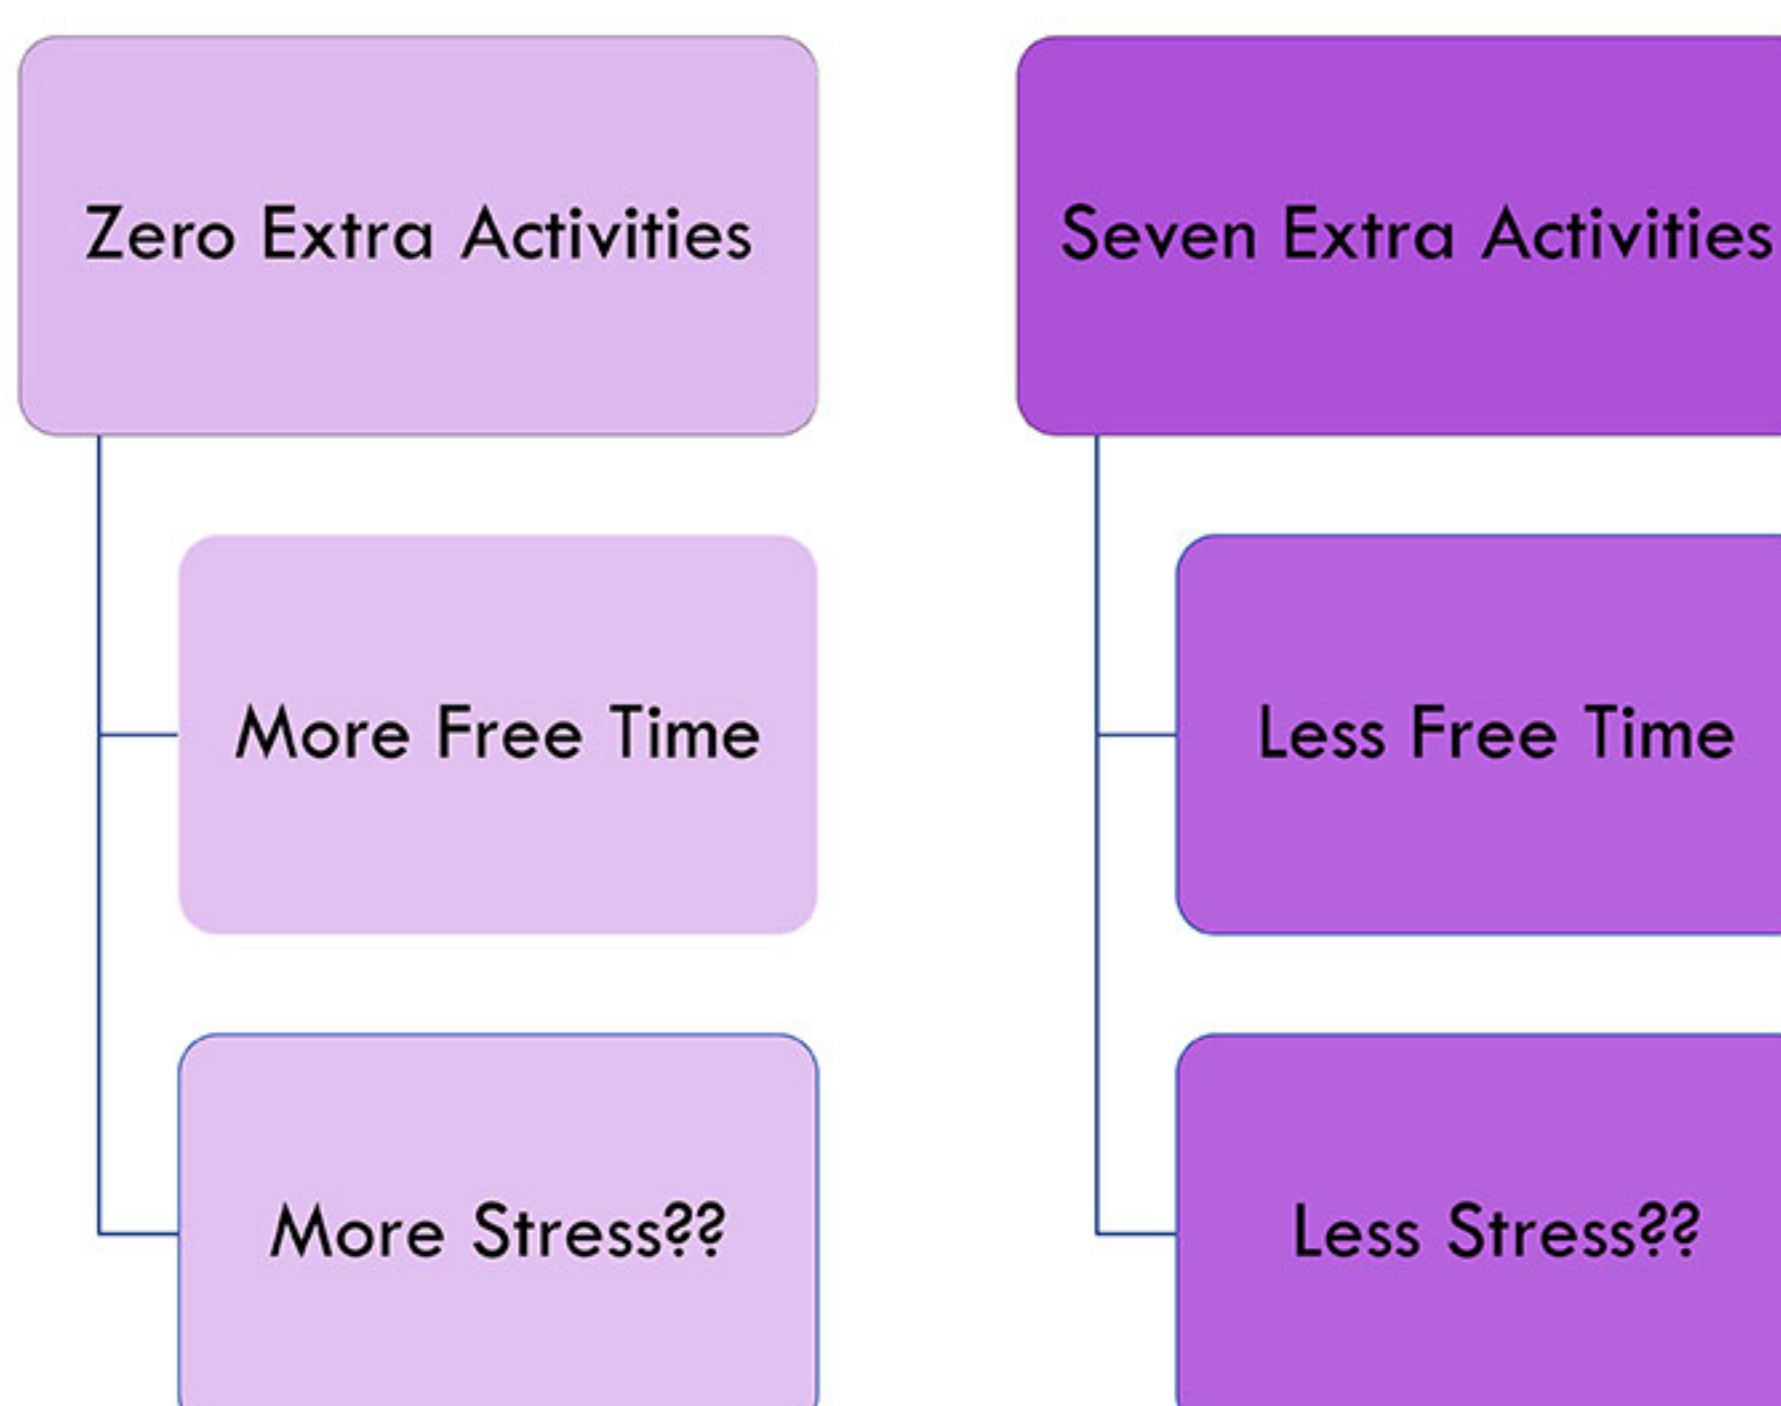 Zero Extra Activities
More Free Time
More Stress??
Seven Extra Activities
Less Free Time
Less Stress??